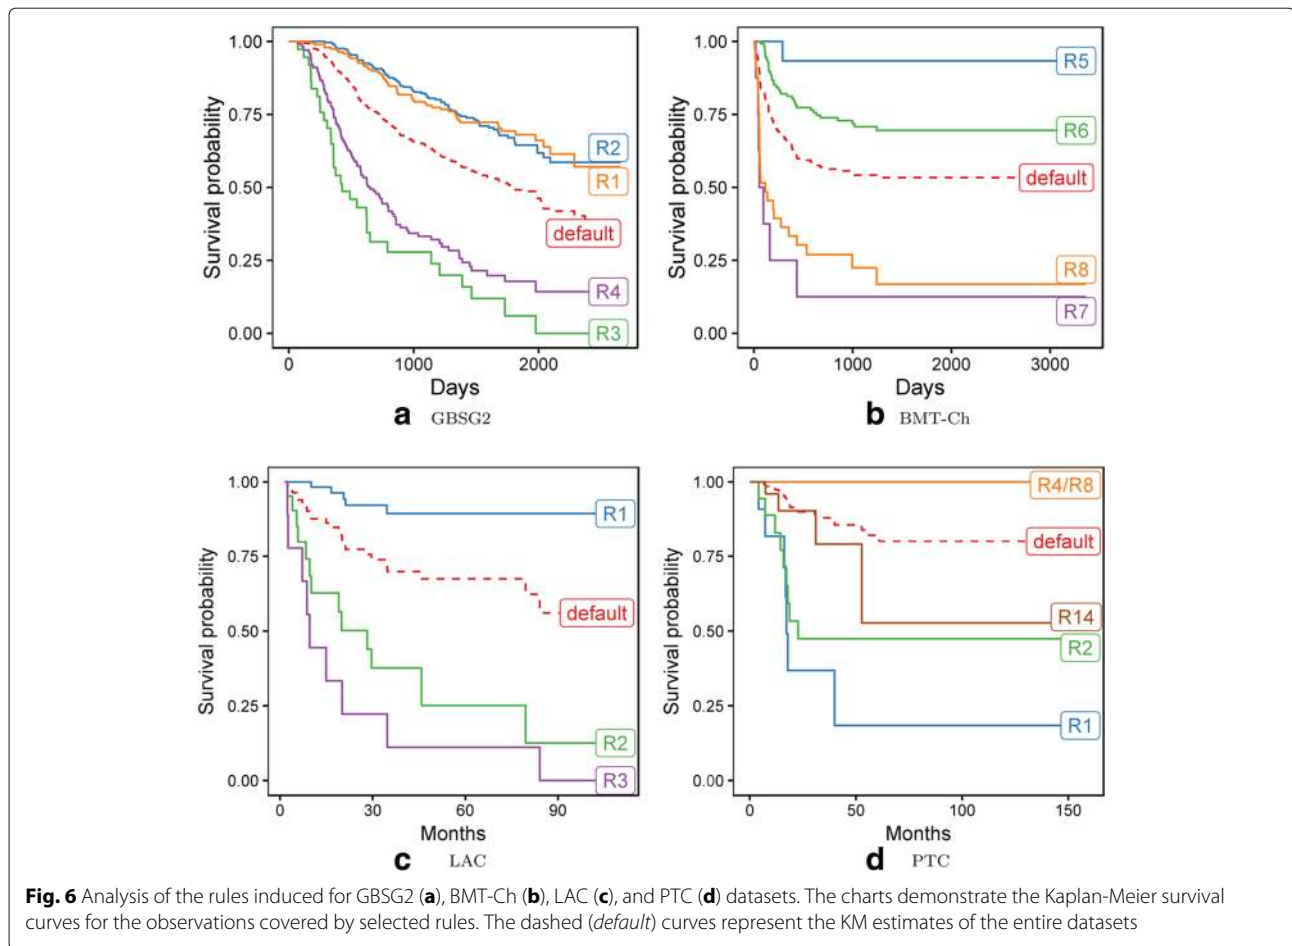 1.00
0.75
0.50
0.25
0.00
Survival probability
R2
R1
default
R4
R3
0
1000
2000
Days
a GBSG2
1.00
0.75
0.50
0.25
0.00
Survival probability
R5
R6
default
R8
R7
0
1000
2000
3000
Days
b BMT-Ch
1.00
0.75
0.50
0.25
0.00
Survival probability
R1
default
R2
R3
0
30
60
90
Months
c LAC
1.00
0.75
0.50
0.25
0.00
Survival probability
R4/R8
default
R14
R2
R1
0
50
100
150
Months
d PTC
Fig. 6 Analysis of the rules induced for GBSG2 (a), BMT-Ch (b), LAC (c), and PTC (d) datasets. The charts demonstrate the Kaplan-Meier survival
curves for the observations covered by selected rules. The dashed (default) curves represent the KM estimates of the entire datasets